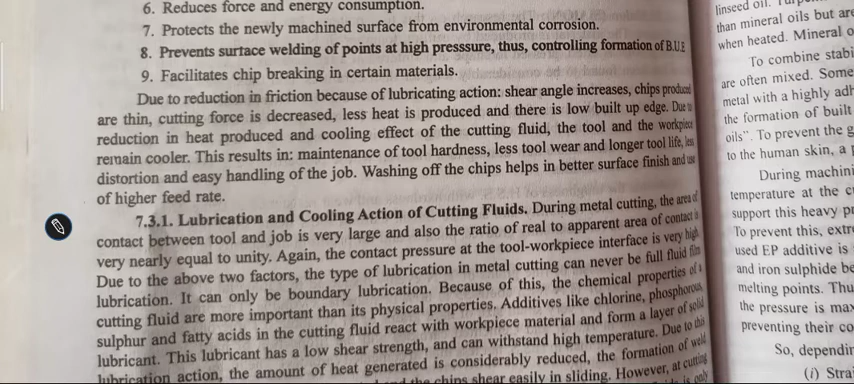 6. Reduces force and energy consumption.
7. Protects the newly machined surface from environmental corrosion.
8. Prevents surtace welding of points at high presssure, thus, controlling formation of B.U.E
9. Facilitates chip breaking in certain materials.
Due to reduction in friction because of lubricating action: shear angle increases, chips produced
are thin, cutting force is decreased, less heat is produced and there is low built up edge. Due to
reduction in heat produced and cooling effect of the cutting fluid, the tool and the workpiece
remain cooler. This results in: maintenance of tool hardness, less tool wear and longer tool life, less
distortion and easy handling of the job. Washing off the chips helps in better surface finish and use
of higher feed rate.
7.3.1. Lubrication and Cooling Action of Cutting Fluids. During metal cutting, the area of
contact between tool and job is very large and also the ratio of real to apparent area of contact is
very nearly equal to unity. Again, the contact pressure at the tool-workpiece interface is very high
Due to the above two factors, the type of lubrication in metal cutting can never be full fluid film
lubrication. It can only be boundary lubrication. Because of this, the chemical properties of a
cutting fluid are more important than its physical properties. Additives like chlorine, phosphorous,
sulphur and fatty acids in the cutting fluid react with workpiece material and form a layer of solid
lubricant. This lubricant has a low shear strength, and can withstand high temperature. Due to this
lubrication action, the amount of heat generated is considerably reduced, the formation of weld
the chips shear easily in sliding. However, at cutting
is only
linseed oil.
than mineral oils but are
when heated. Mineral o
To combine stabi
are often mixed. Some
metal with a highly adh
the formation of built
oils". To prevent the g
to the human skin, a p
During machini
temperature at the c
support this heavy pr
To prevent this, extr
used EP additive is
and iron sulphide be
melting points. Thu
the pressure is max
preventing their co
So, dependin
(i) Stra